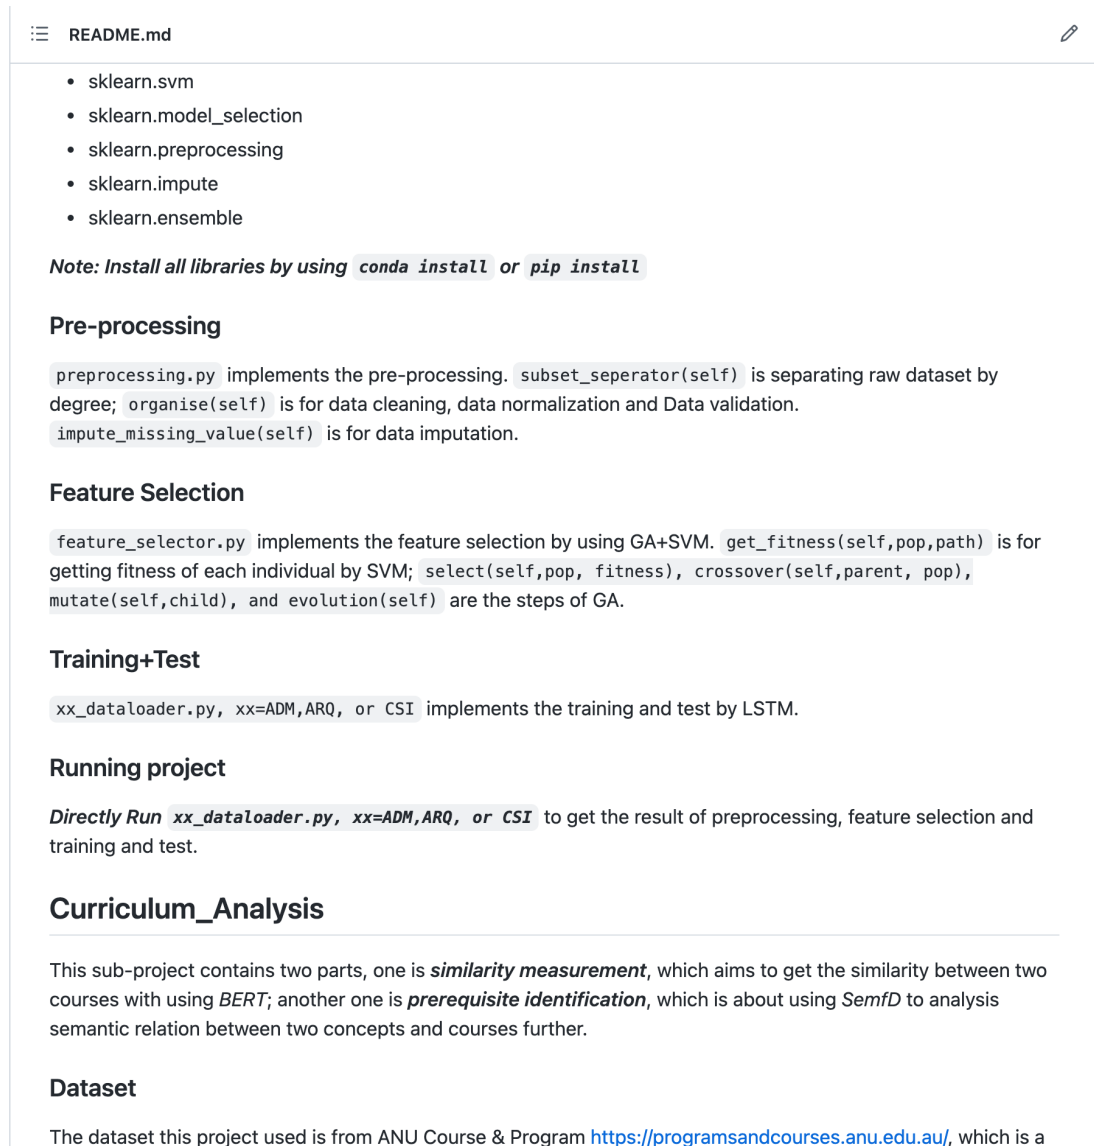 README.md
sklearn.svm
sklearn.model_selection
sklearn.preprocessing
sklearn.impute
sklearn.ensemble
Note: Install all libraries by using conda install or pip install
Pre-processing
preprocessing.py implements the pre-processing. subset_seperator(self) is separating raw dataset by
degree; organise(self) is for data cleaning, data normalization and Data validation.
impute_missing_value(self) is for data imputation.
Feature Selection
feature_selector.py implements the feature selection by using GA+SVM. get_fitness(self,pop,path) is for
getting fitness of each individual by SVM; select(self,pop, fitness), crossover(self,parent, pop),
mutate(self,child), and evolution(self) are the steps of GA.
Training+Test
xx_dataloader.py, xx=ADM,ARQ, or CSI implements the training and test by LSTM.
Running project
Directly Run xx_dataloader.py, xx=ADM,ARQ, or CSI to get the result of preprocessing, feature selection and
training and test.
Curriculum_Analysis
This sub-project contains two parts, one is similarity measurement, which aims to get the similarity between two
courses with using BERT; another one is prerequisite identification, which is about using SemfD to analysis
semantic relation between two concepts and courses further.
Dataset
The dataset this project used is from ANU Course & Program https://programsandcourses.anu.edu.au/, which is a